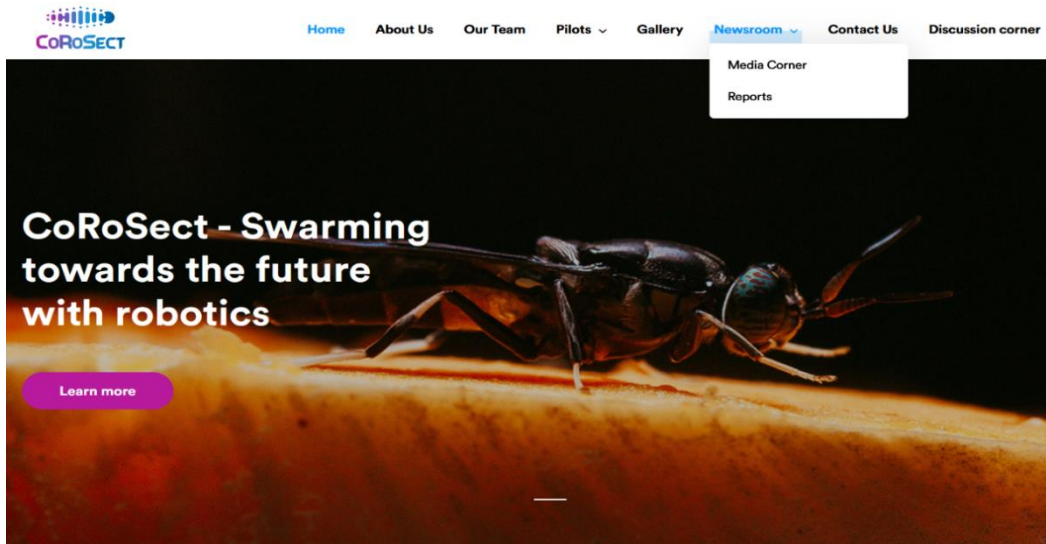 CoRoSect
Home About Us Our Team Pilots Gallery Newsroom Contact Us Discussion corner
Media Corner
Reports
CoRoSect - Swarming
towards the future
with robotics
Learn more